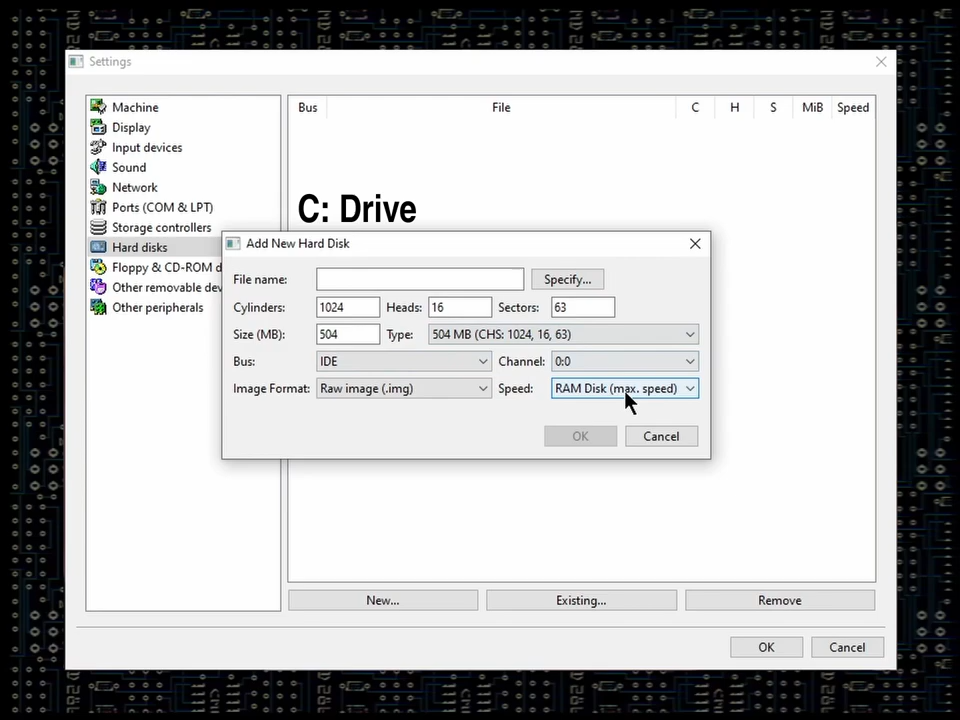 Settings
Machine
Display
Input devices
Sound
Network
Ports (COM & LPT)
Storage controllers
Hard disks
Floppy & CD-ROM d
Other removable dev
Other peripherals
Bus File C H S MiB Speed
C: Drive
Add New Hard Disk
File name: Specify...
Cylinders: 1024 Heads: 16 Sectors: 63
Size (MB): 504 Type: 504 MB (CHS: 1024, 16, 63)
Bus: IDE Channel: 0:0
Image Format: Raw image (.img) Speed: RAM Disk (max. speed)
OK Cancel
New... Existing... Remove
OK Cancel